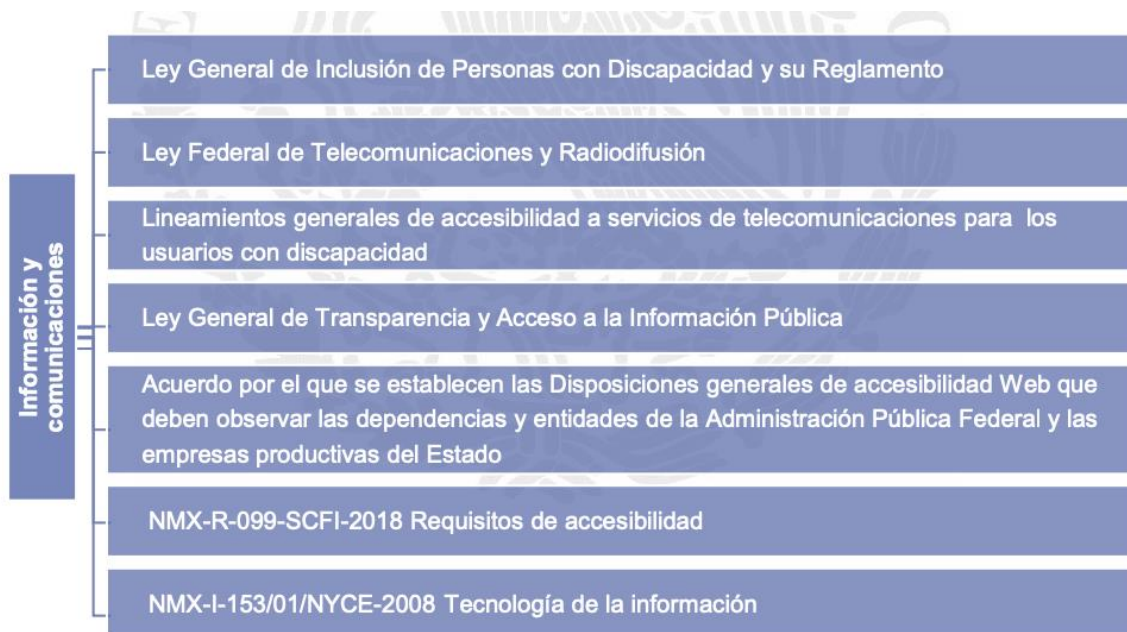 Información y
comunicaciones
Ley General de Inclusión de Personas con Discapacidad y su Reglamento
Ley Federal de Telecomunicaciones y Radiodifusión
Lineamientos generales de accesibilidad a servicios de telecomunicaciones para los
usuarios con discapacidad
Ley General de Transparencia y Acceso a la Información Pública
Acuerdo por el que se establecen las Disposiciones generales de accesibilidad Web que
deben observar las dependencias y entidades de la Administración Pública Federal y las
empresas productivas del Estado
NMX-R-099-SCFI-2018 Requisitos de accesibilidad
NMX-I-153/01/NYCE-2008 Tecnología de la información